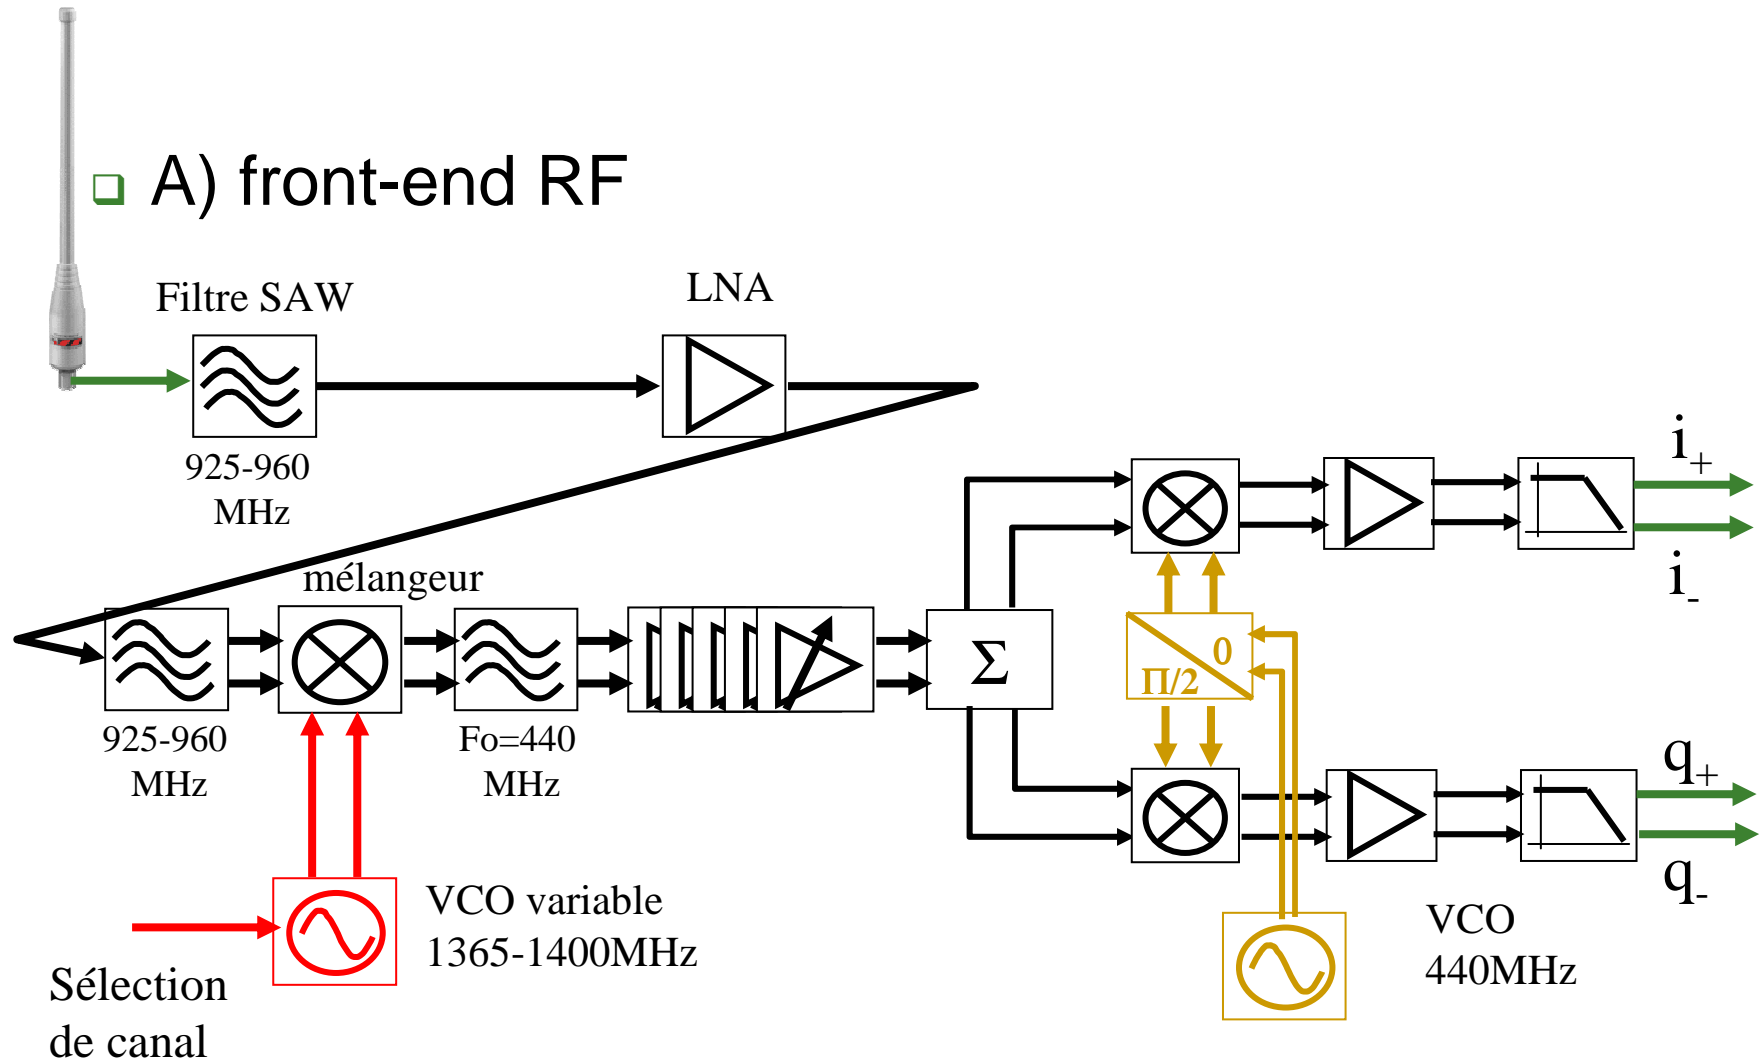 A) front-end RF
Filtre SAW
LNA
925-960
MHz
mélangeur
925-960
MHz
Fo=440
MHz
Σ
Π/2
0
i+
i-
q+
q-
VCO variable
1365-1400MHz
VCO
440MHz
Sélection
de canal